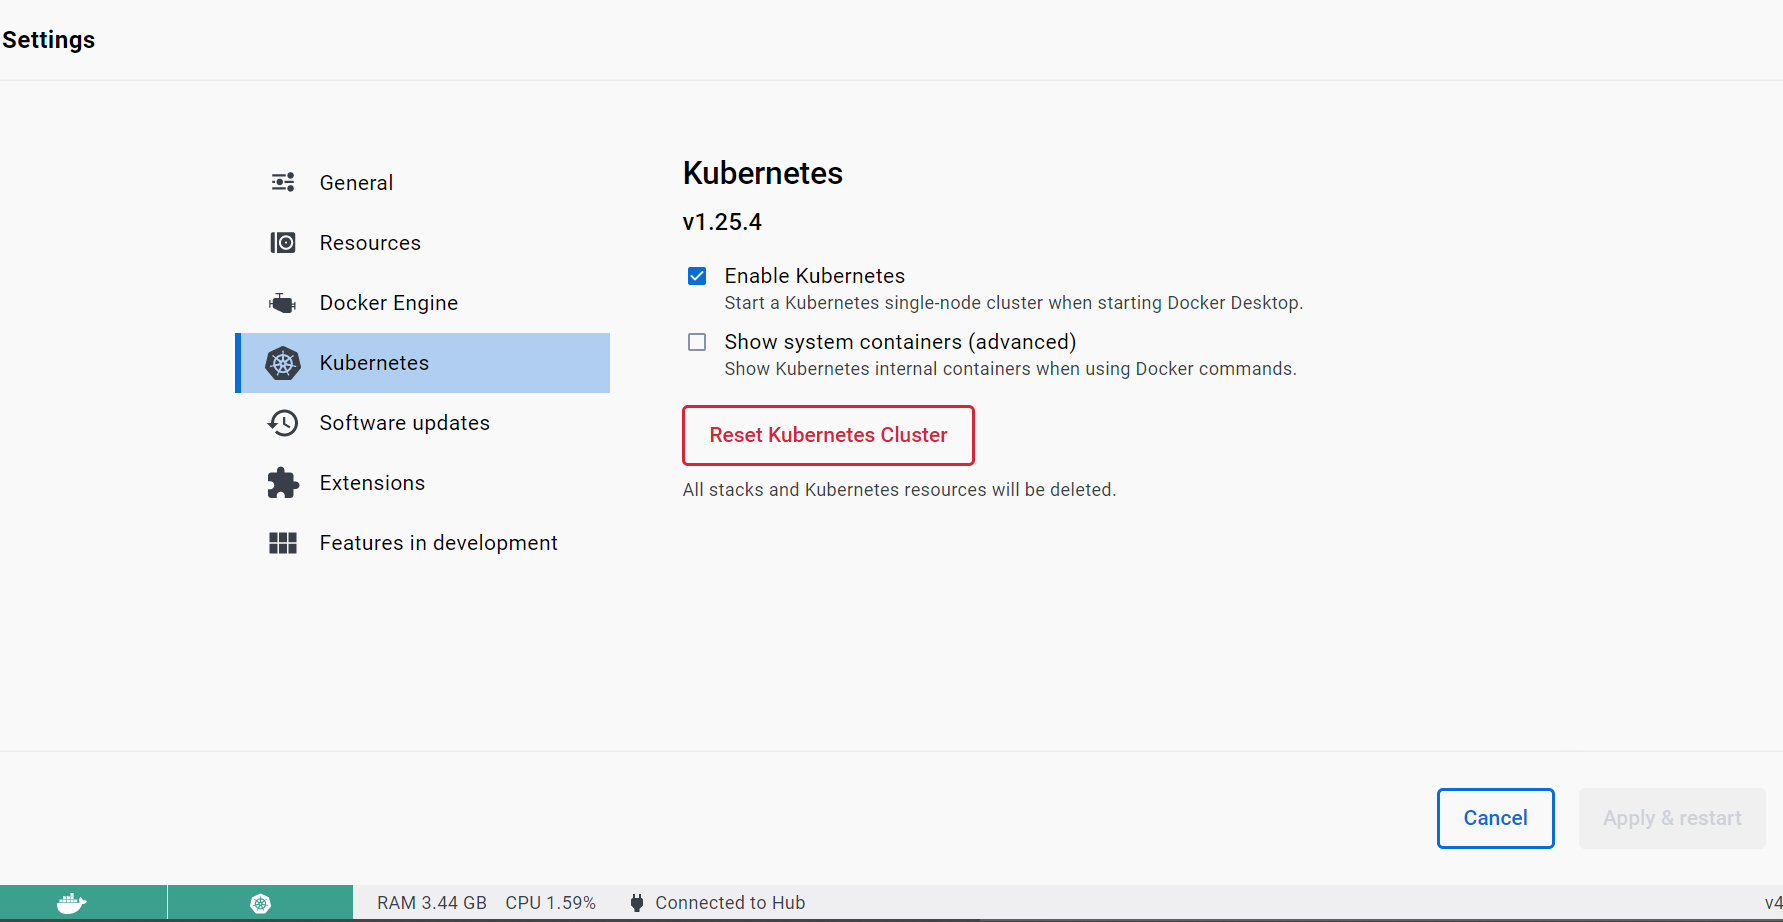 Settings
General
Resources
Docker Engine
Kubernetes
Software updates
Extensions
Features in development
Kubernetes
v1.25.4
Enable Kubernetes
Start a Kubernetes single-node cluster when starting Docker Desktop.
Show system containers (advanced)
Show Kubernetes internal containers when using Docker commands.
Reset Kubernetes Cluster
All stacks and Kubernetes resources will be deleted.
Cancel
Apply & restart
RAM 3.44 GB CPU 1.59% Connected to Hub v4